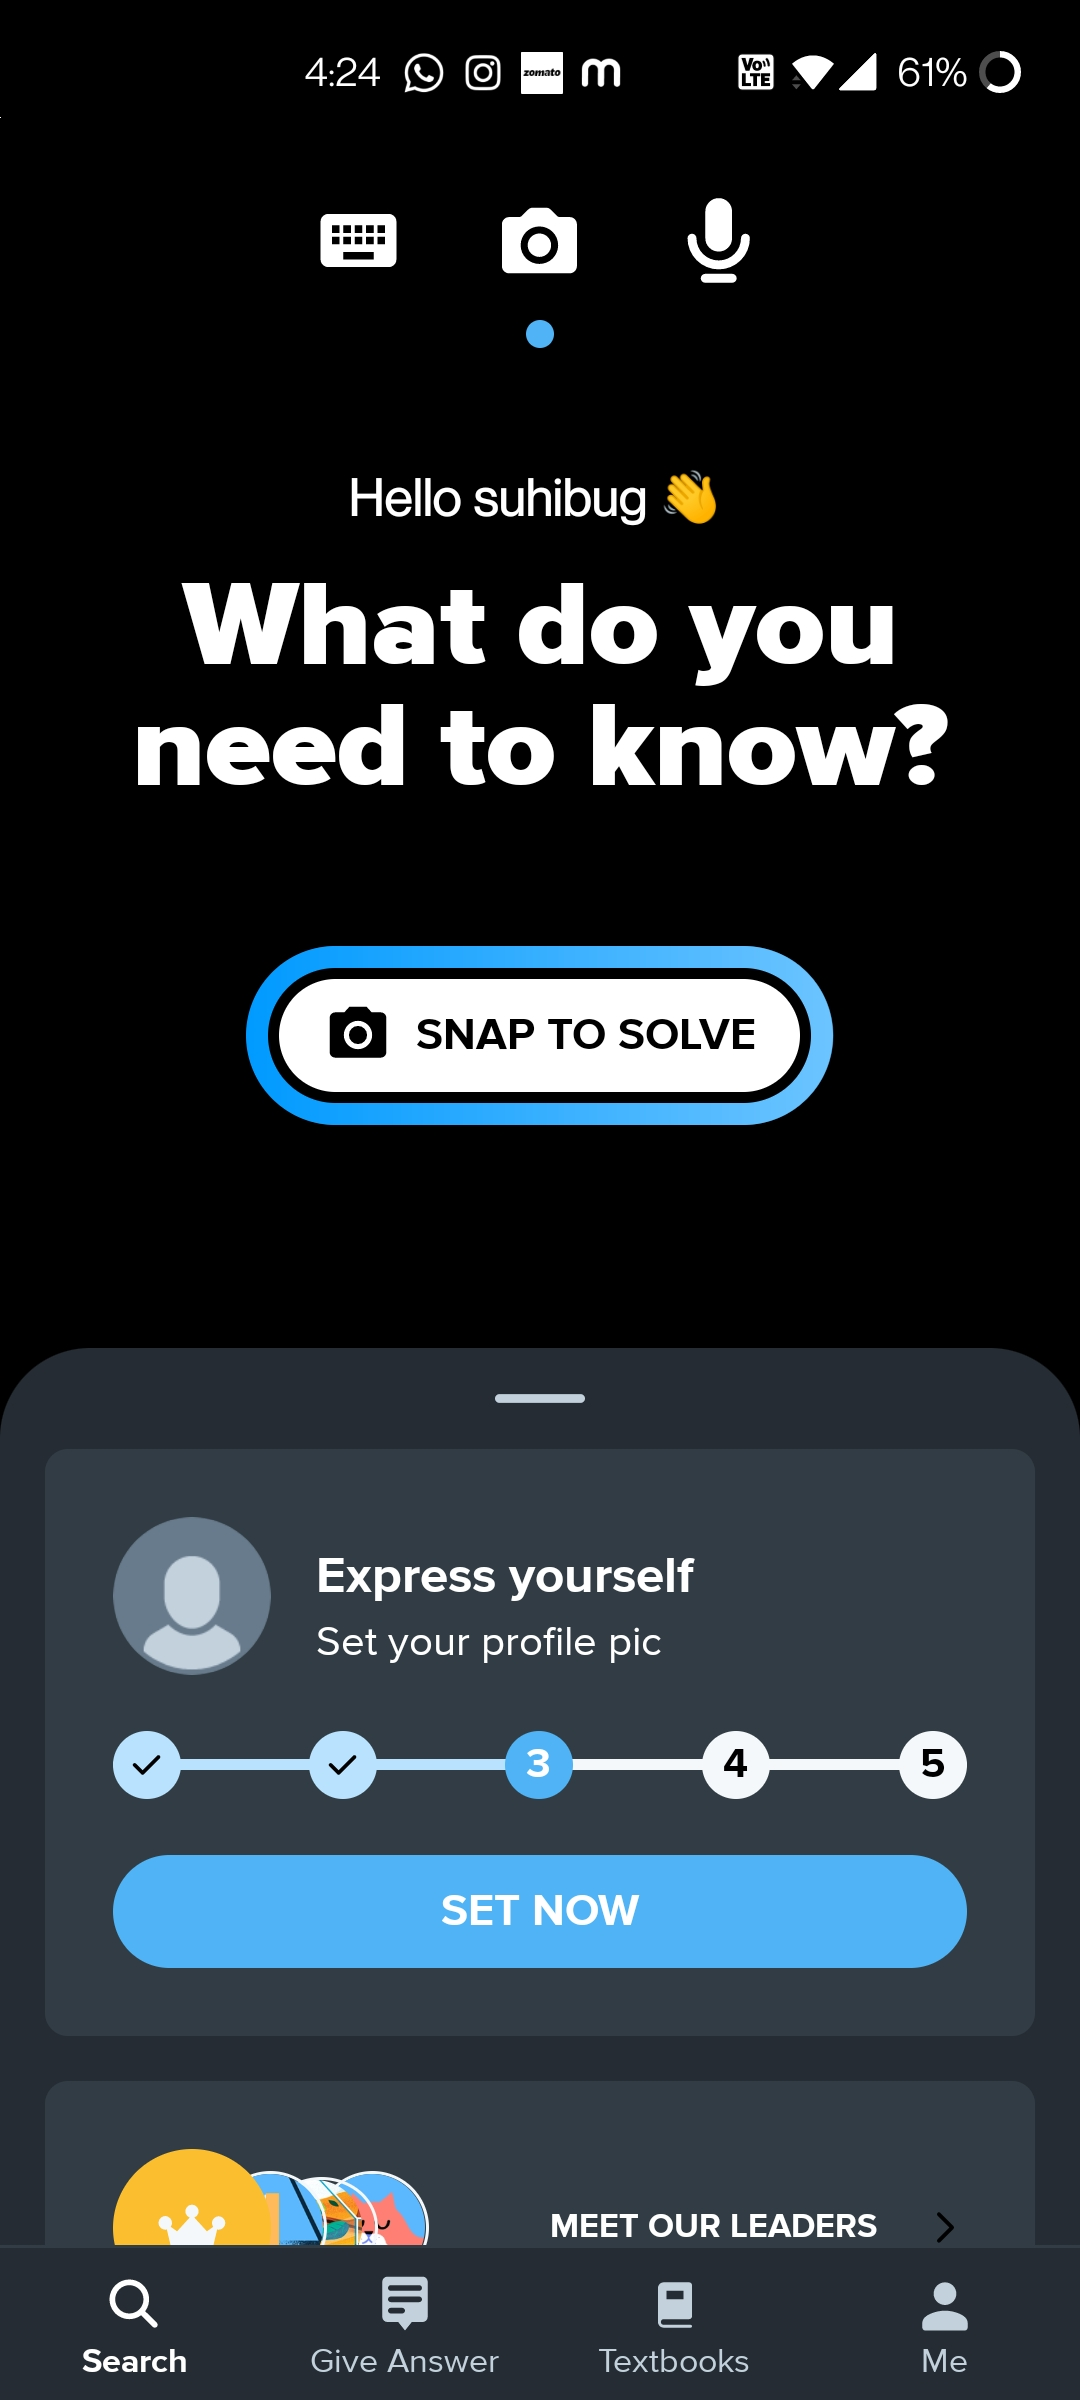 4:24 zomato m Vo)) LTE 61%
Hello suhibug 👋
What do you
need to know?
SNAP TO SOLVE
Express yourself
Set your profile pic
3 4 5
SET NOW
MEET OUR LEADERS
Search Give Answer Textbooks Me